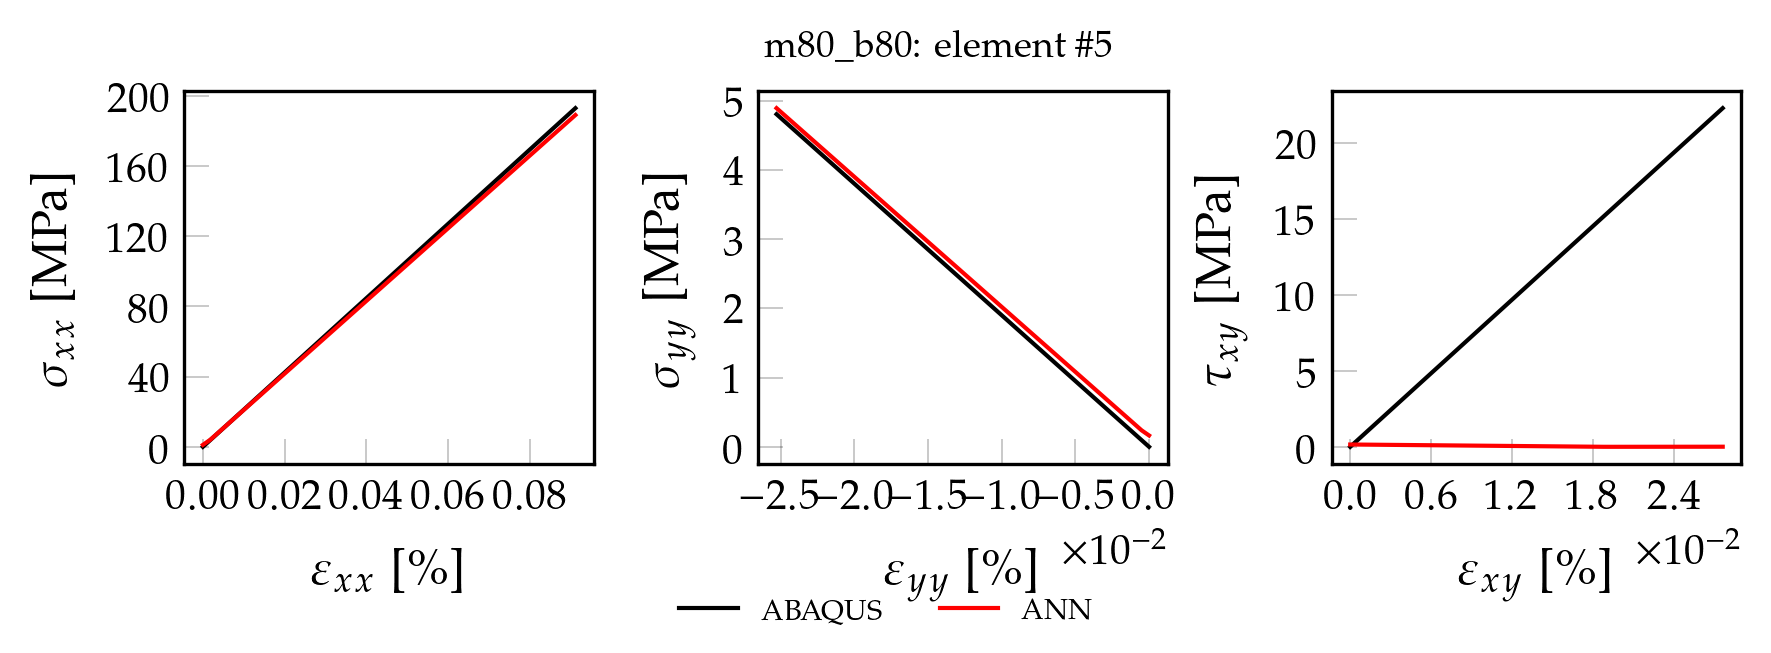 m80_b80: element #5
σxx [MPa]
200
160
120
80
40
0
0.00 0.02 0.04 0.06 0.08
εxx [%]
σyy [MPa]
5
4
3
2
1
0
−2.5 −2.0 −1.5 −1.0 −0.5 0.0
×10−2
εyy [%]
τxy [MPa]
20
15
10
5
0
0.0 0.6 1.2 1.8 2.4
×10−2
εxy [%]
ABAQUS ANN